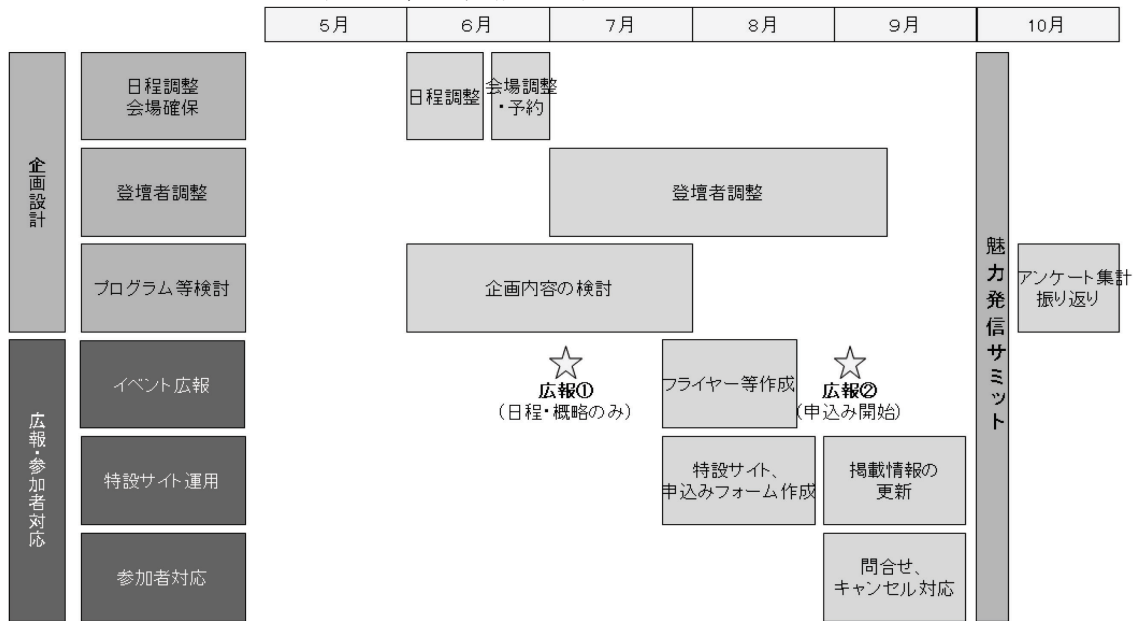 5月
6月
7月
8月
9月
10月
企画設計
日程調整
会場確保
日程調整
会場調整
・予約
登壇者調整
登壇者調整
プログラム等検討
企画内容の検討
魅力発信サミット
アンケート集計
振り返り
広報・参加者対応
イベント広報
☆
広報①
(日程・概略のみ)
フライヤー等作成
☆
広報②
(申込み開始)
特設サイト運用
特設サイト、
申込みフォーム作成
掲載情報の
更新
参加者対応
問合せ、
キャンセル対応